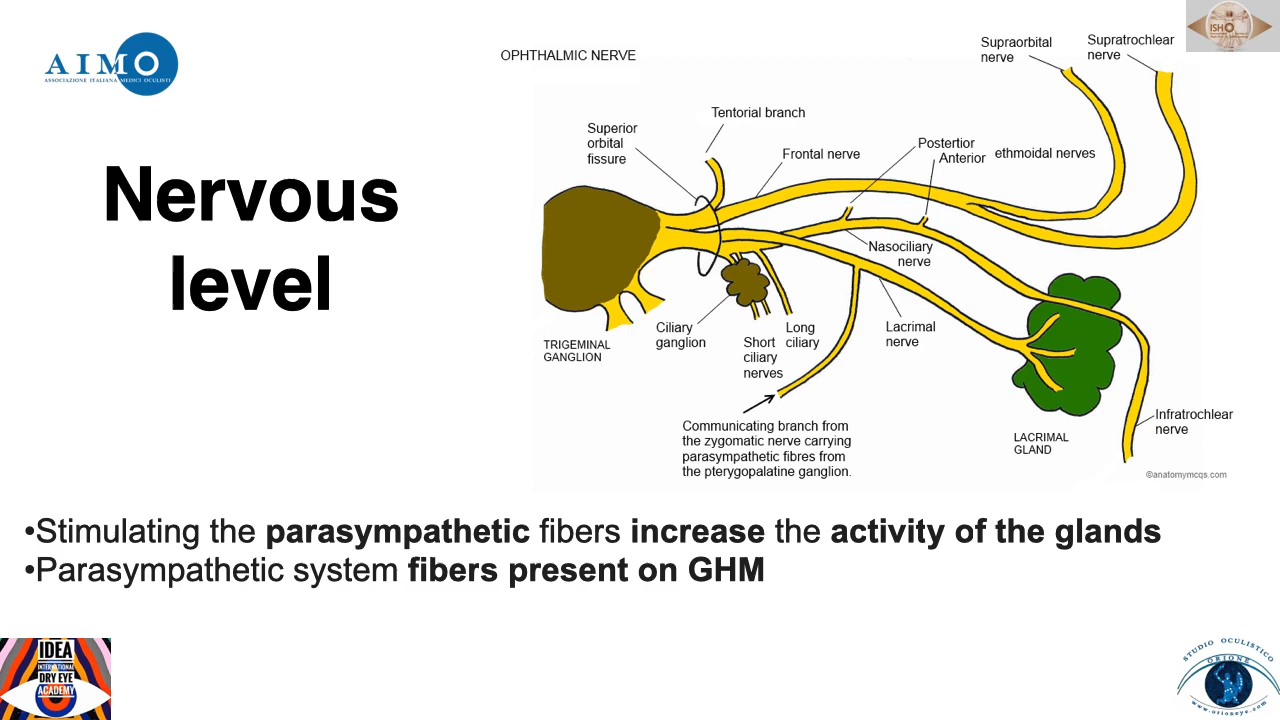 AIMO
ASSOCIAZIONE ITALIANA MEDICI OCULISTI
ISHO
Nervous
level
OPHTHALMIC NERVE
Supraorbital
nerve
Supratrochlear
nerve
Tentorial branch
Superior
orbital
fissure
Frontal nerve
Postertior
Anterior
ethmoidal nerves
Nasociliary
nerve
TRIGEMINAL
GANGLION
Ciliary
ganglion
Short
ciliary
nerves
Long
ciliary
Lacrimal
nerve
Communicating branch from
the zygomatic nerve carrying
parasympathetic fibres from
the pterygopalatine ganglion.
LACRIMAL
GLAND
Infratrochlear
nerve
©anatomymcqs.com
•Stimulating the parasympathetic fibers increase the activity of the glands
•Parasympathetic system fibers present on GHM
IDEA
INTERNATIONAL
DRY EYE
ACADEMY
STUDIO OCULISTICO
ORIONE
www.orioneye.com